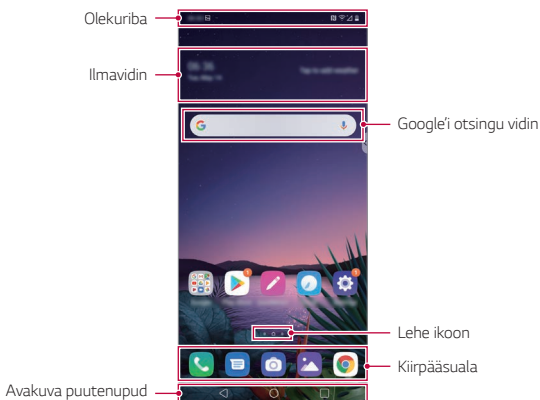 Olekuriba
Ilmavidin
Google'i otsingu vidin
Lehe ikoon
Kiirpääsuala
Avakuva puutenupud